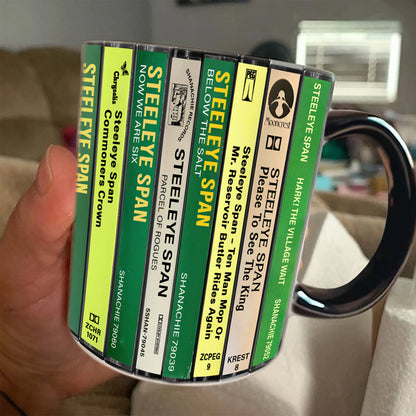 STEELEYE SPAN
Chrysalis
Steeleye Span
Commoners Crown
ZCHR
1071
STEELEYE SPAN
NOW WE ARE SIX
SHANACHIE 79060
SHANACHIE RECORDS
STEELEYE SPAN
PARCEL OF ROGUES
5SHAN-79045
STEELEYE SPAN
BELOW THE SALT
SHANACHIE 79039
PEG
Steeleye Span – Ten Man Mop Or
Mr. Reservoir Butler Rides Again
ZCPEG
9
Mooncrest
STEELEYE SPAN
Please To See The King
KREST
8
STEELEYE SPAN
HARK! THE VILLAGE WAIT
SHANACHIE 79052